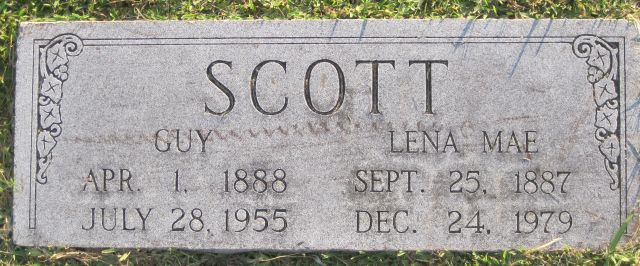 SCOTT
GUY LENA MAE
APR. 1, 1888 SEPT. 25, 1887
JULY 28, 1955 DEC. 24, 1979